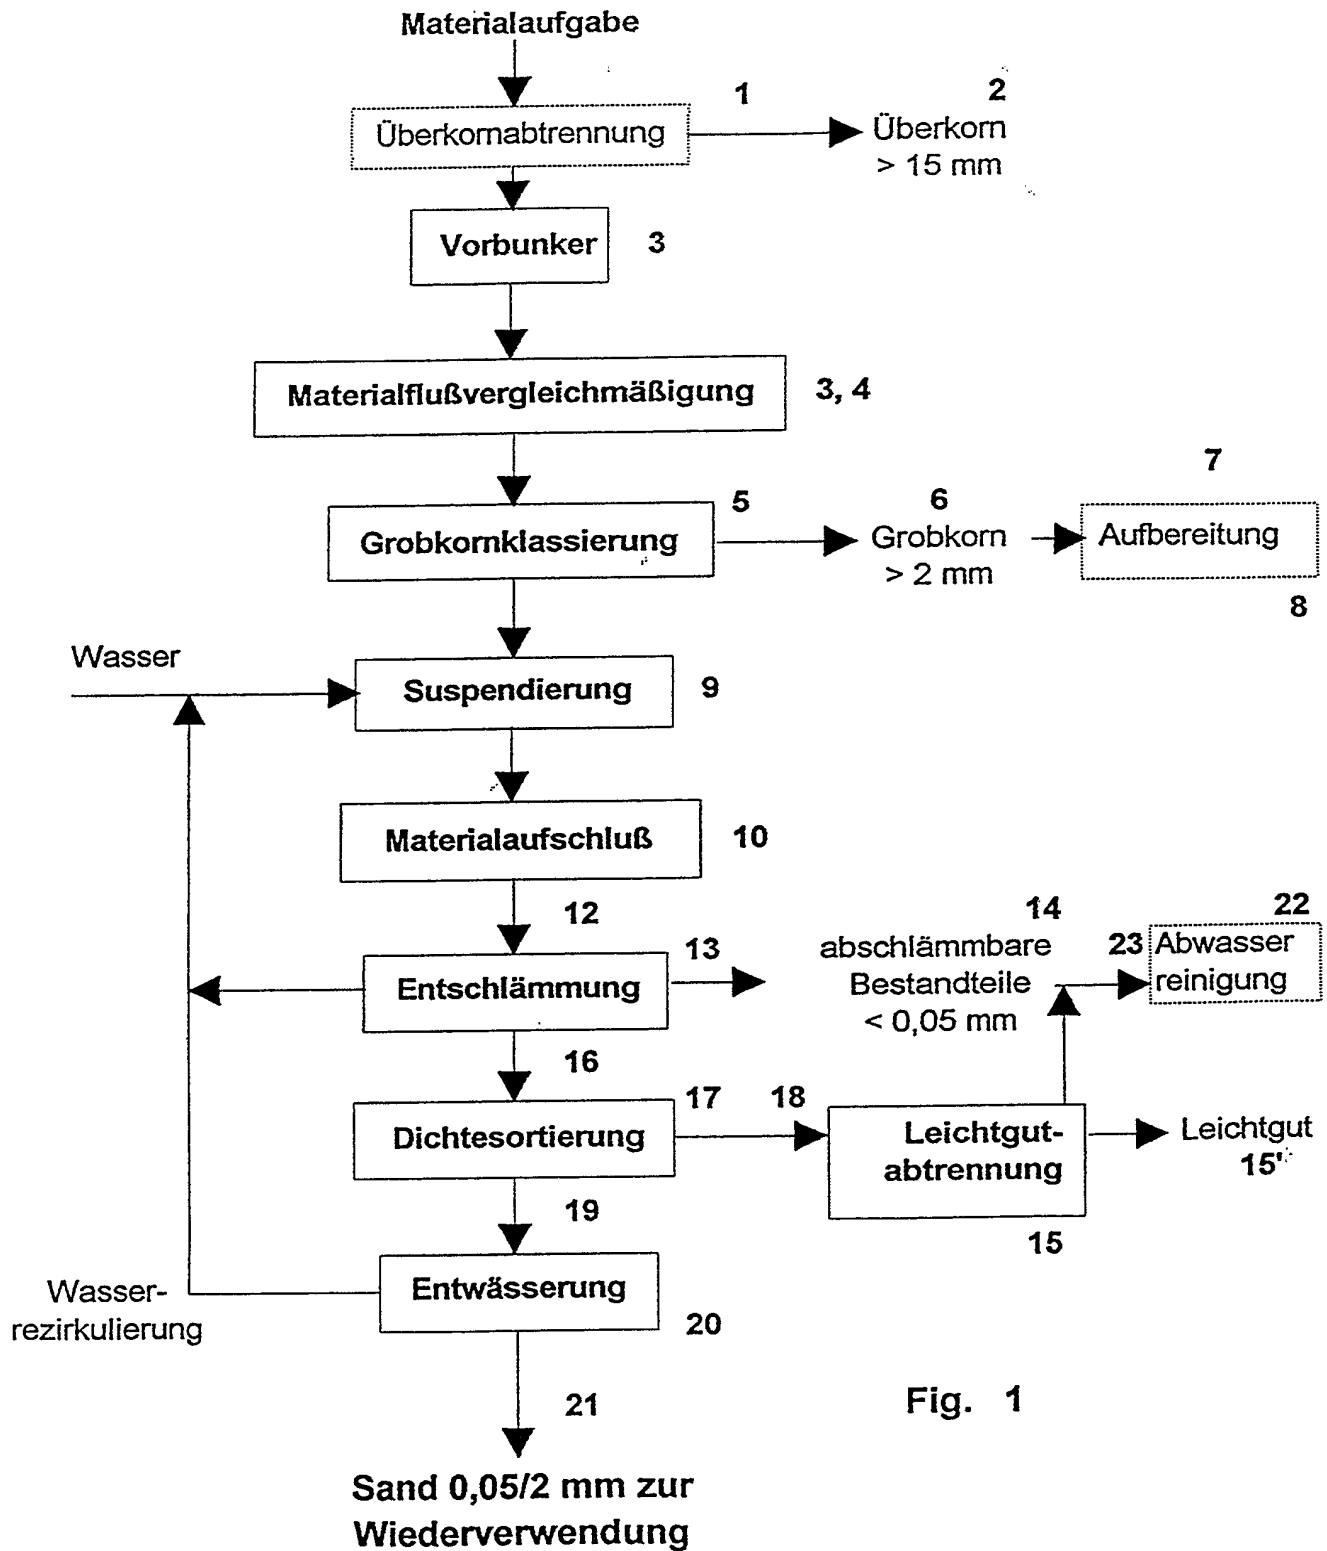 Materialaufgabe
1
2
Überkornabtrennung
Überkorn
> 15 mm
Vorbunker
3
Materialflußvergleichmäßigung
3, 4
7
5
6
Grobkornklassierung
Grobkorn
> 2 mm
Aufbereitung
8
Wasser
Suspendierung
9
Materialaufschluß
10
12
14
22
13
abschlämmbare
Bestandteile
< 0,05 mm
23
Abwasser
reinigung
Entschlämmung
16
17
18
Dichtesortierung
Leichtgut-
abtrennung
Leichtgut
15'
15
19
Wasser-
rezirkulierung
Entwässerung
20
21
Fig. 1
Sand 0,05/2 mm zur
Wiederverwendung